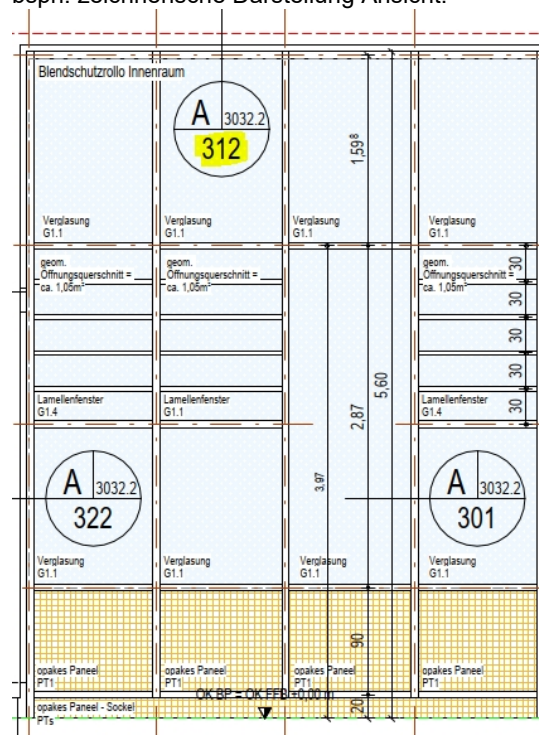 bspn. zeichnerische Darstellung Ansicht.
Blendschutzrollo Innenraum
A 3032.2
312
1,59⁸
Verglasung
G1.1
Verglasung
G1.1
Verglasung
G1.1
Verglasung
G1.1
geom.
Öffnungsquerschnitt =
ca. 1,05m²
geom.
Öffnungsquerschnitt =
ca. 1,05m²
geom.
Öffnungsquerschnitt =
ca. 1,05m²
30
30
30
30
30
5,60
2,87
3,97
Lamellenfenster
G1.4
Lamellenfenster
G1.1
Lamellenfenster
G1.4
A 3032.2
322
A 3032.2
301
Verglasung
G1.1
Verglasung
G1.1
Verglasung
G1.1
Verglasung
G1.1
90
opakes Paneel
PT1
opakes Paneel
PT1
opakes Paneel
PT1
opakes Paneel
PT1
OK BP = OK FFB +0,00 m
20
opakes Paneel - Sockel
PTs